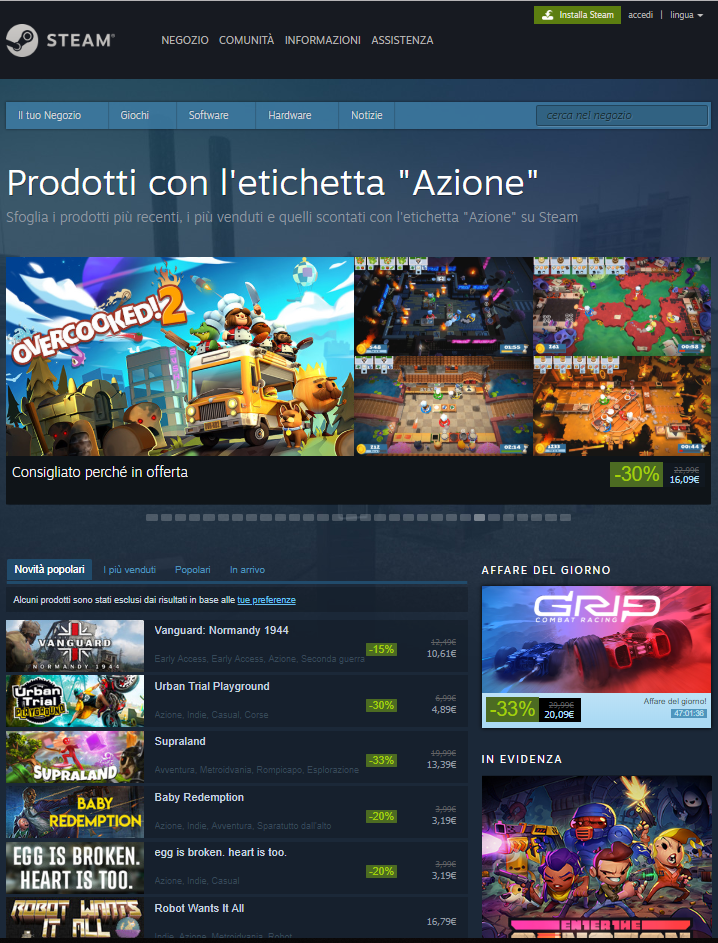 Installa Steam accedi | lingua
STEAM®
NEGOZIO COMUNITÀ INFORMAZIONI ASSISTENZA
Il tuo Negozio Giochi Software Hardware Notizie cerca nel negozio
Prodotti con l'etichetta "Azione"
Sfoglia i prodotti più recenti, i più venduti e quelli scontati con l'etichetta "Azione" su Steam
OVERCOOKED! 2
Consigliato perché in offerta
-30% 22,99€
16,09€
Novità popolari I più venduti Popolari In arrivo
Alcuni prodotti sono stati esclusi dai risultati in base alle tue preferenze
VANGUARD
NORMANDY 1944
Vanguard: Normandy 1944
Early Access, Early Access, Azione, Seconda guerra
-15% 12,49€
10,61€
Urban
Trial
PLAYGROUND
Urban Trial Playground
Azione, Indie, Casual, Corse
-30% 6,99€
4,89€
SUPRALAND
Supraland
Avventura, Metroidvania, Rompicapo, Esplorazione
-33% 19,99€
13,39€
BABY
REDEMPTION
Baby Redemption
Azione, Indie, Avventura, Sparatutto dall'alto
-20% 3,99€
3,19€
EGG IS BROKEN.
HEART IS TOO.
egg is broken. heart is too.
Azione, Indie, Casual
-20% 3,99€
3,19€
ROBOT WANTS
IT ALL
Robot Wants It All
Indie, Azione, Metroidvania, Robot
16,79€
AFFARE DEL GIORNO
GRIP
COMBAT RACING
-33% 29,99€
20,09€
Affare del giorno!
47:01:36
IN EVIDENZA
ENTER THE